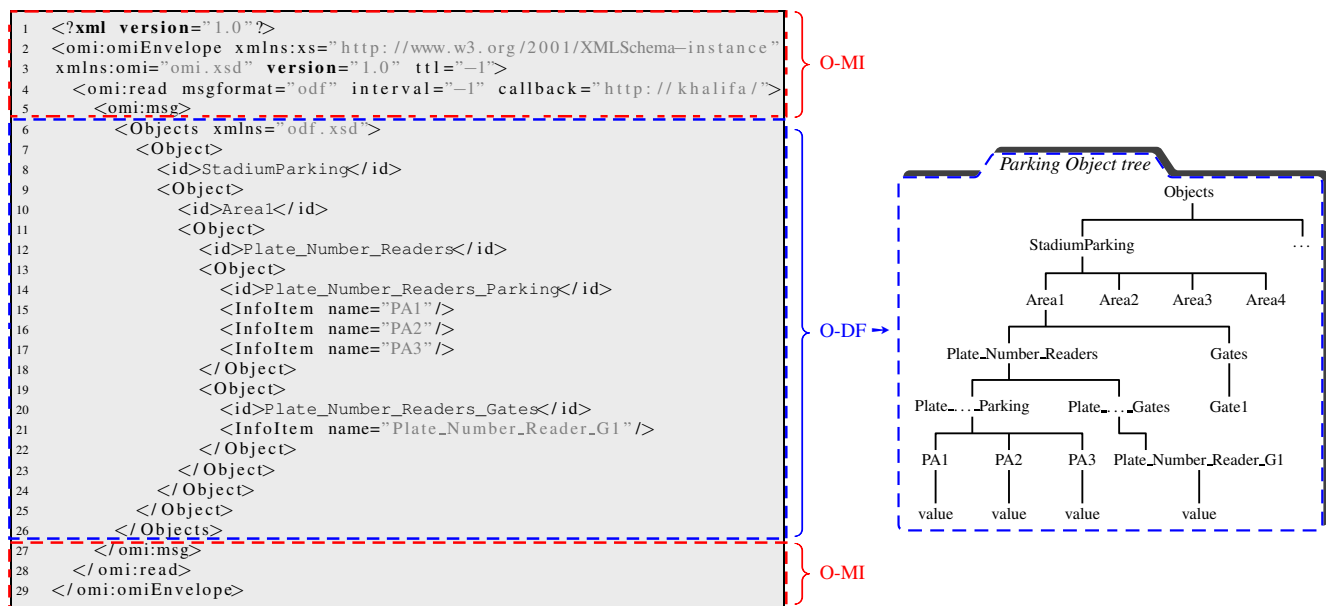 1 <?xml version="1.0"?>
2 <omi:omiEnvelope xmlns:xs="http://www.w3.org/2001/XMLSchema-instance"
3 xmlns:omi="omi.xsd" version="1.0" ttl="-1">
4 <omi:read msgformat="odf" interval="-1" callback="http://khalifa/">
5 <omi:msg>
6 <Objects xmlns="odf.xsd">
7 <Object>
8 <id>StadiumParking</id>
9 <Object>
10 <id>Area1</id>
11 <Object>
12 <id>Plate_Number_Readers</id>
13 <Object>
14 <id>Plate_Number_Readers_Parking</id>
15 <InfoItem name="PA1"/>
16 <InfoItem name="PA2"/>
17 <InfoItem name="PA3"/>
18 </Object>
19 <Object>
20 <id>Plate_Number_Readers_Gates</id>
21 <InfoItem name="Plate_Number_Reader_G1"/>
22 </Object>
23 </Object>
24 </Object>
25 </Object>
26 </Objects>
27 </omi:msg>
28 </omi:read>
29 </omi:omiEnvelope>
O-MI
O-DF
O-MI
Parking Object tree
Objects
StadiumParking ...
Area1 Area2 Area3 Area4
Plate_Number_Readers Gates
Plate_..._Parking Plate_..._Gates Gate1
PA1 PA2 PA3 Plate_Number_Reader_G1
value value value value